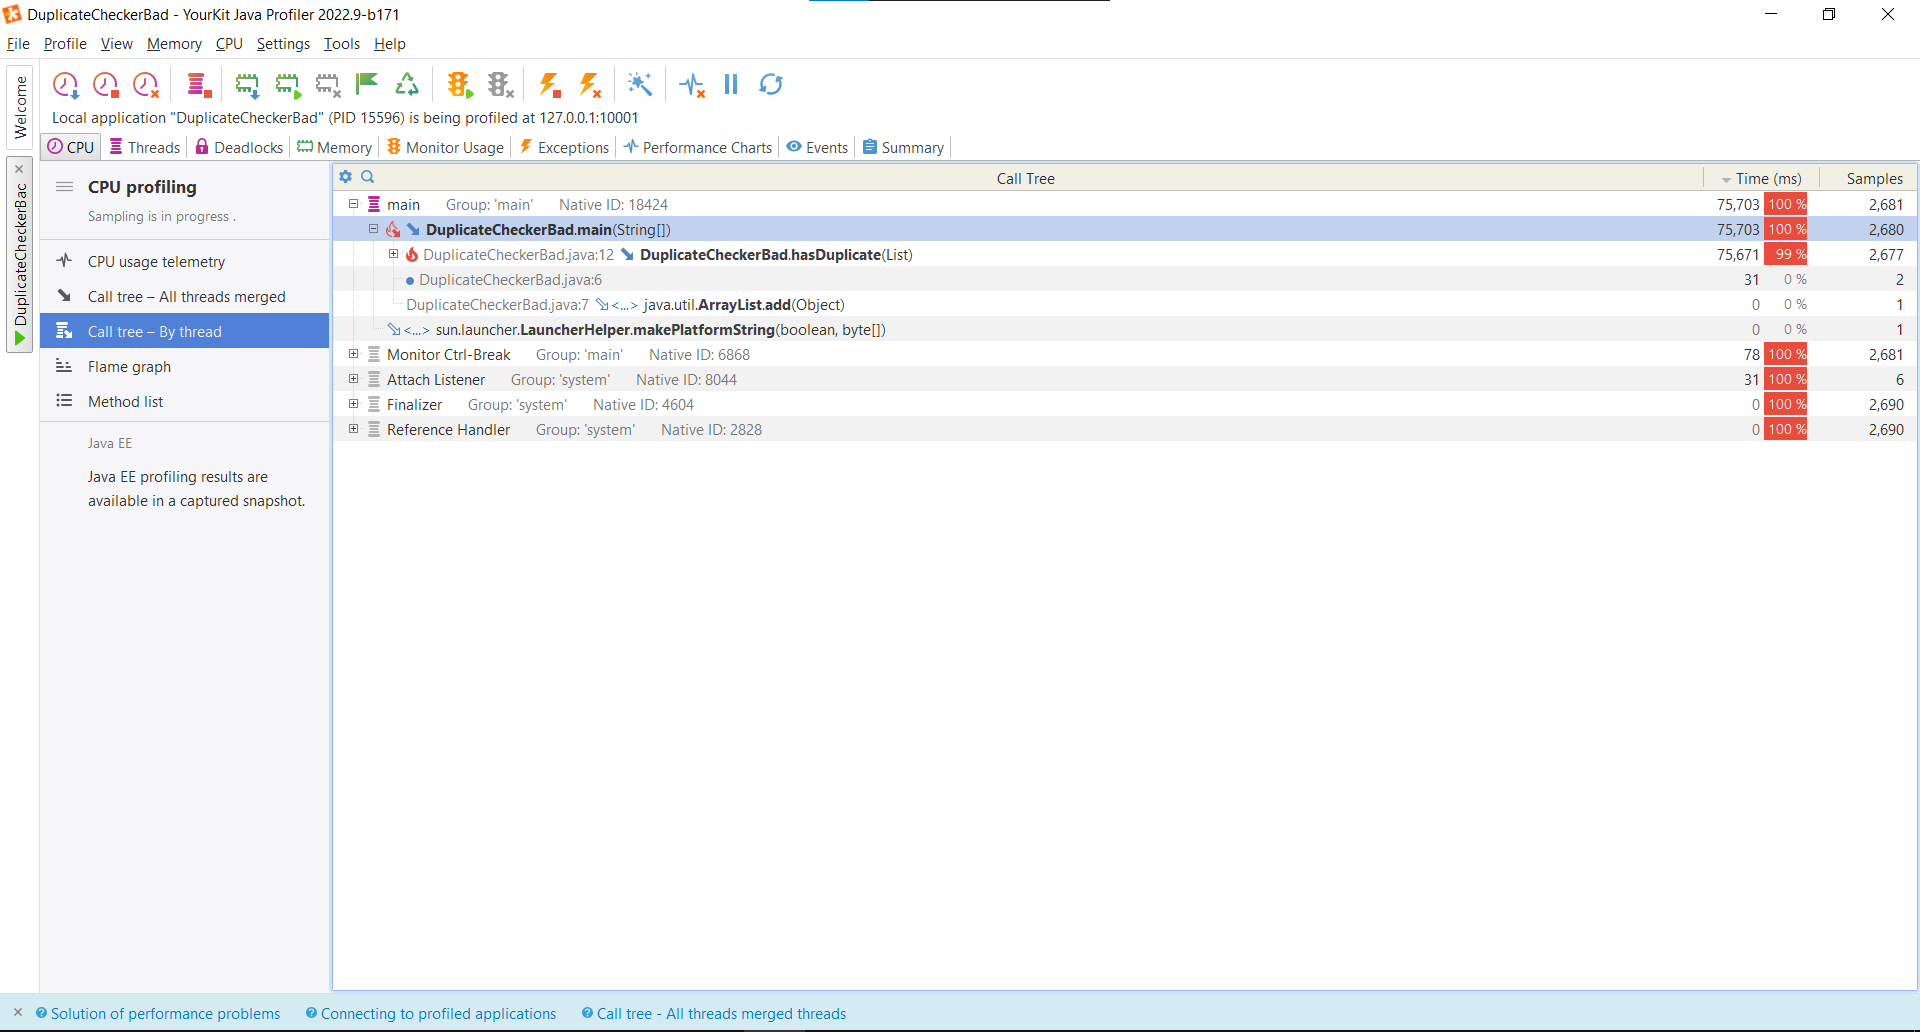 DuplicateCheckerBad - YourKit Java Profiler 2022.9-b171
File Profile View Memory CPU Settings Tools Help
Welcome
DuplicateCheckerBac
Local application "DuplicateCheckerBad" (PID 15596) is being profiled at 127.0.0.1:10001
CPU Threads Deadlocks Memory Monitor Usage Exceptions Performance Charts Events Summary
CPU profiling
Sampling is in progress .
CPU usage telemetry
Call tree – All threads merged
Call tree – By thread
Flame graph
Method list
Java EE
Java EE profiling results are
available in a captured snapshot.
Call Tree Time (ms) Samples
main Group: 'main' Native ID: 18424 75,703 100 % 2,681
DuplicateCheckerBad.main(String[]) 75,703 100 % 2,680
DuplicateCheckerBad.java:12 DuplicateCheckerBad.hasDuplicate(List) 75,671 99 % 2,677
DuplicateCheckerBad.java:6 31 0 % 2
DuplicateCheckerBad.java:7 <...> java.util.ArrayList.add(Object) 0 0 % 1
<...> sun.launcher.LauncherHelper.makePlatformString(boolean, byte[]) 0 0 % 1
Monitor Ctrl-Break Group: 'main' Native ID: 6868 78 100 % 2,681
Attach Listener Group: 'system' Native ID: 8044 31 100 % 6
Finalizer Group: 'system' Native ID: 4604 0 100 % 2,690
Reference Handler Group: 'system' Native ID: 2828 0 100 % 2,690
Solution of performance problems Connecting to profiled applications Call tree - All threads merged threads